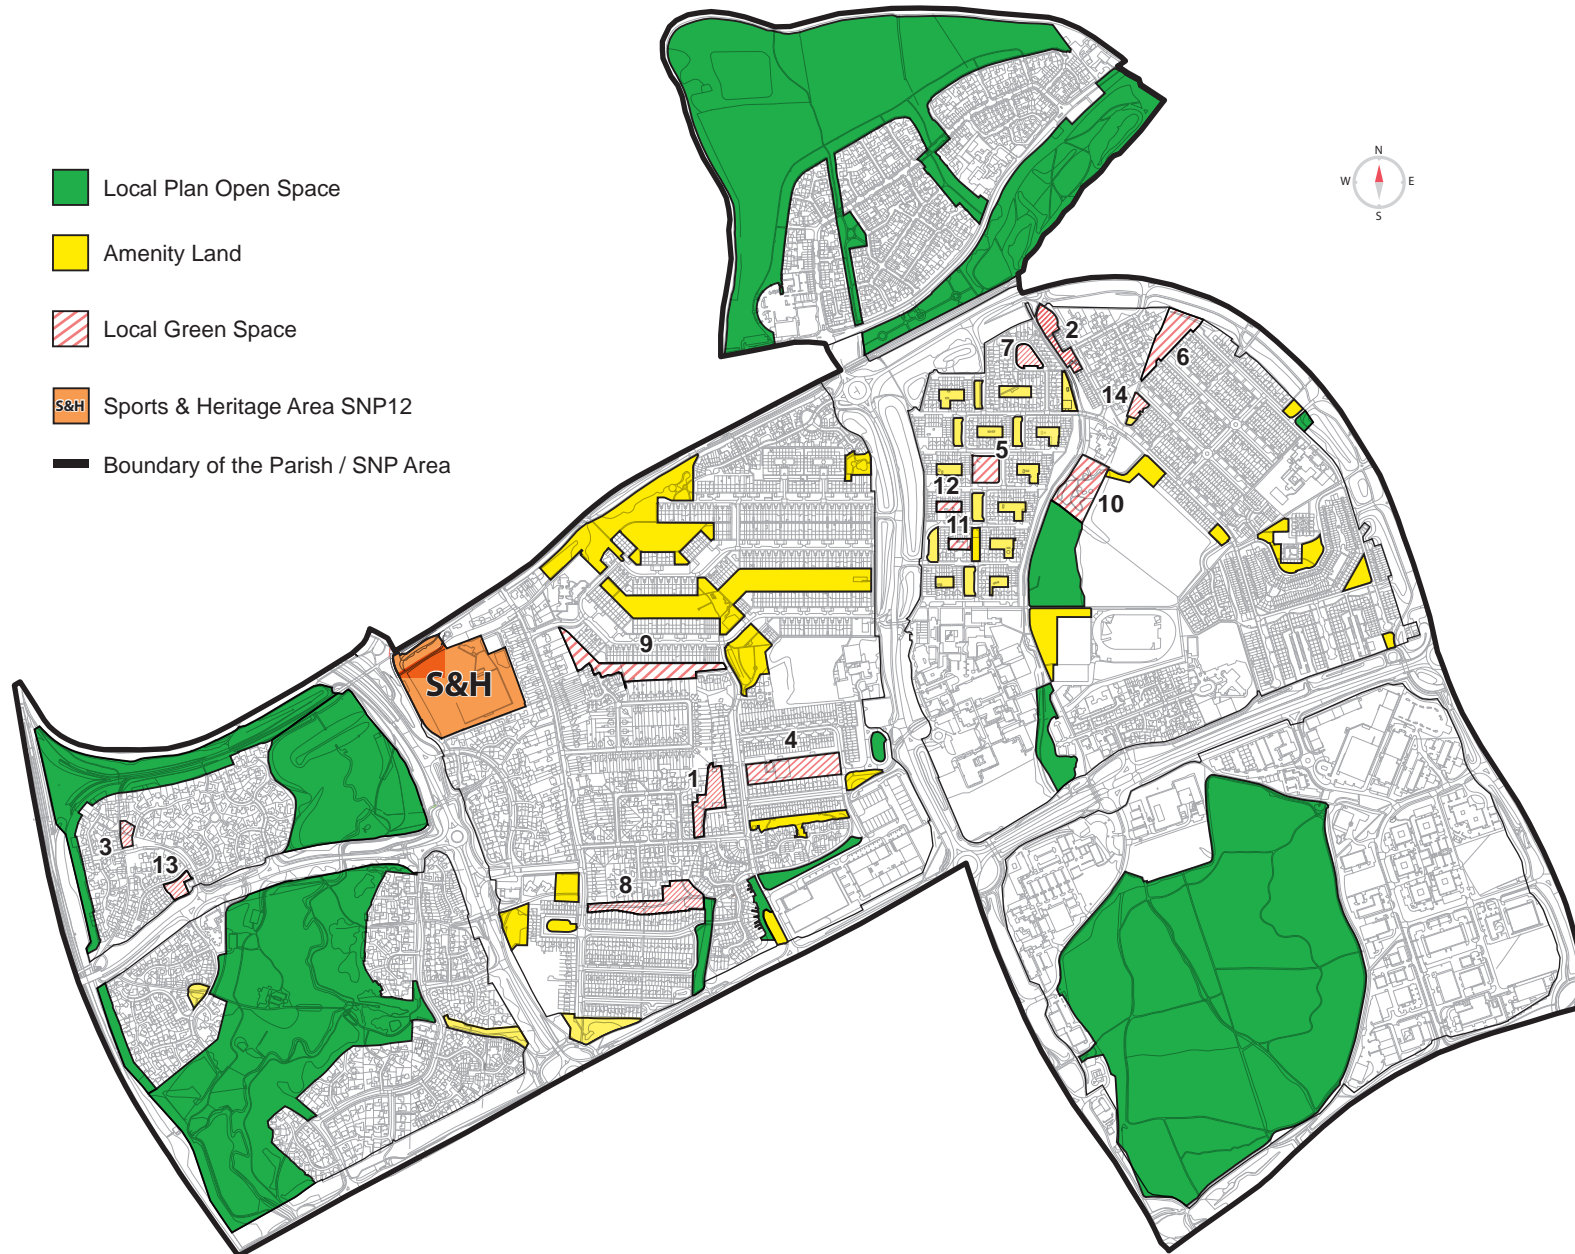 Local Plan Open Space
Amenity Land
Local Green Space
S&H Sports & Heritage Area SNP12
Boundary of the Parish / SNP Area
N
W E
S
2
7
6
14
5
12
10
11
9
S&H
4
1
3
13
8